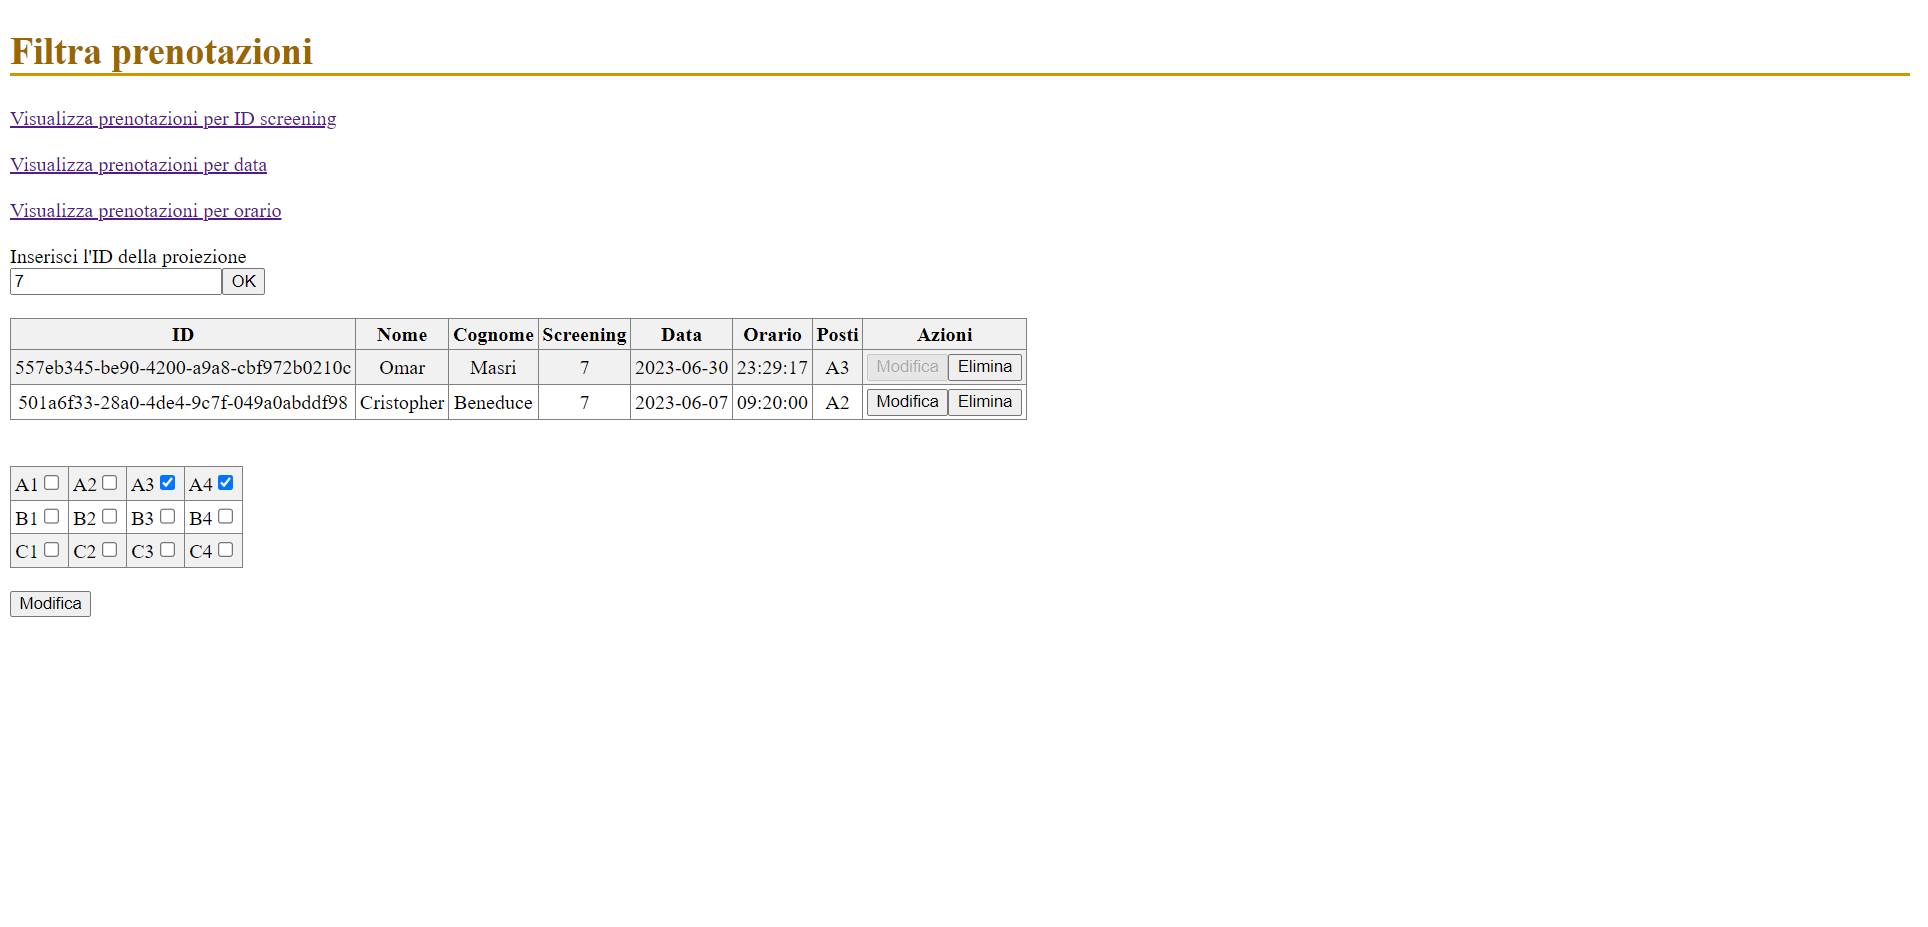 Filtra prenotazioni
Visualizza prenotazioni per ID screening
Visualizza prenotazioni per data
Visualizza prenotazioni per orario
Inserisci l'ID della proiezione
7 OK
ID Nome Cognome Screening Data Orario Posti Azioni
557eb345-be90-4200-a9a8-cbf972b0210c Omar Masri 7 2023-06-30 23:29:17 A3 Modifica Elimina
501a6f33-28a0-4de4-9c7f-049a0abddf98 Cristopher Beneduce 7 2023-06-07 09:20:00 A2 Modifica Elimina
A1 A2 A3 A4
B1 B2 B3 B4
C1 C2 C3 C4
Modifica